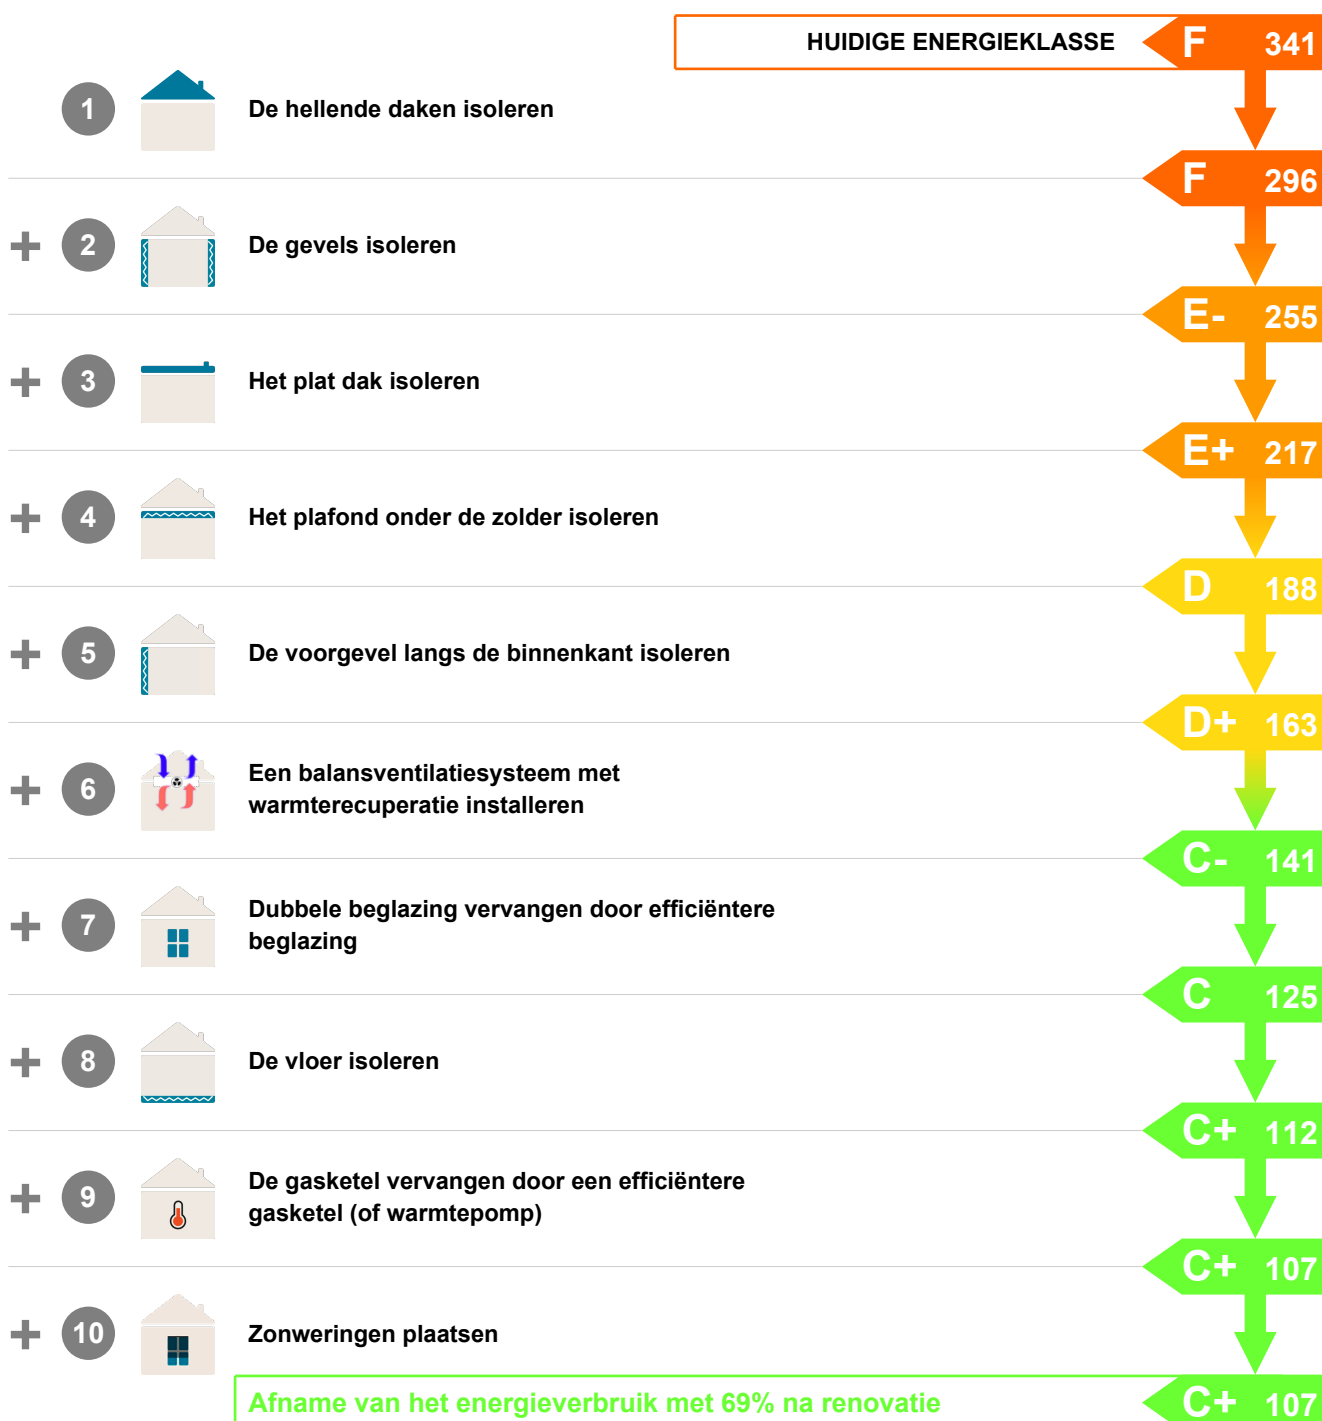 HUIDIGE ENERGIEKLASSE F 341
1 De hellende daken isoleren
F 296
+ 2 De gevels isoleren
E- 255
+ 3 Het plat dak isoleren
E+ 217
+ 4 Het plafond onder de zolder isoleren
D 188
+ 5 De voorgevel langs de binnenkant isoleren
D+ 163
+ 6 Een balansventilatiesysteem met
warmterecuperatie installeren
C- 141
+ 7 Dubbele beglazing vervangen door efficiëntere
beglazing
C 125
+ 8 De vloer isoleren
C+ 112
+ 9 De gasketel vervangen door een efficiëntere
gasketel (of warmtepomp)
C+ 107
+ 10 Zonweringen plaatsen
Afname van het energieverbruik met 69% na renovatie C+ 107